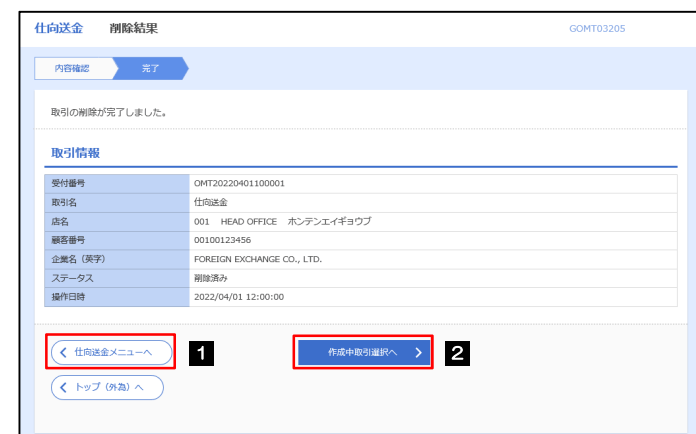 仕向送金 削除結果 GOMT03205
内容確認 完了
取引の削除が完了しました。
取引情報
受付番号 OMT20220401100001
取引名 仕向送金
店名 001 HEAD OFFICE ホンテンエイギョウブ
顧客番号 00100123456
企業名（英字） FOREIGN EXCHANGE CO., LTD.
ステータス 削除済み
操作日時 2022/04/01 12:00:00
仕向送金メニューへ 1 作成中取引選択へ 2
トップ（外為）へ